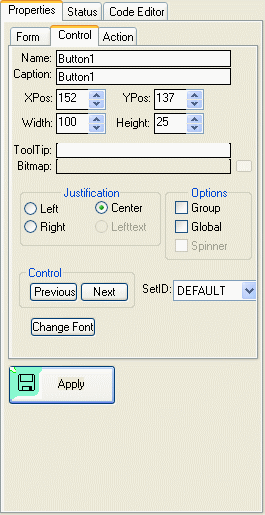 Properties Status Code Editor
Form Control Action
Name: Button1
Caption: Button1
XPos: 152 YPos: 137
Width: 100 Height: 25
ToolTip:
Bitmap:
Justification Options
Left Center Group
Right Lefttext Global
Spinner
Control
Previous Next SetID: DEFAULT
Change Font
Apply